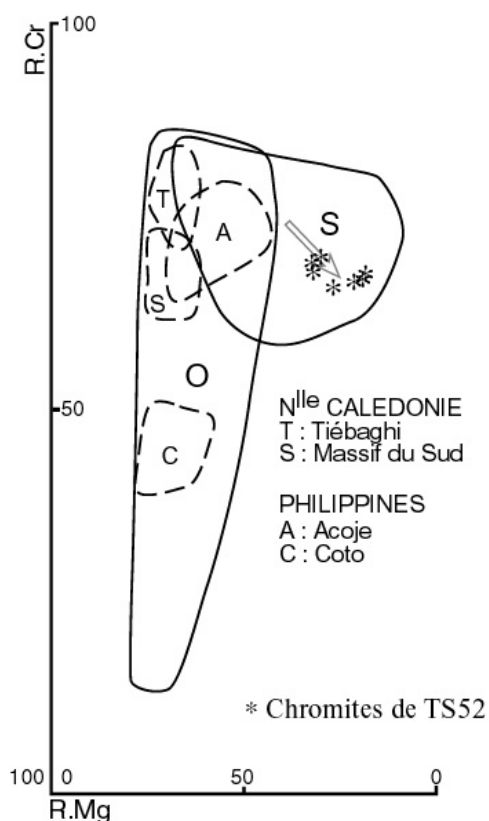 100
R.Cr
T
A
S
S
O
50
C
N^lle CALEDONIE
T : Tiébaghi
S : Massif du Sud
PHILIPPINES
A : Acoje
C : Coto
* Chromites de TS52
100 0 50 0
R.Mg